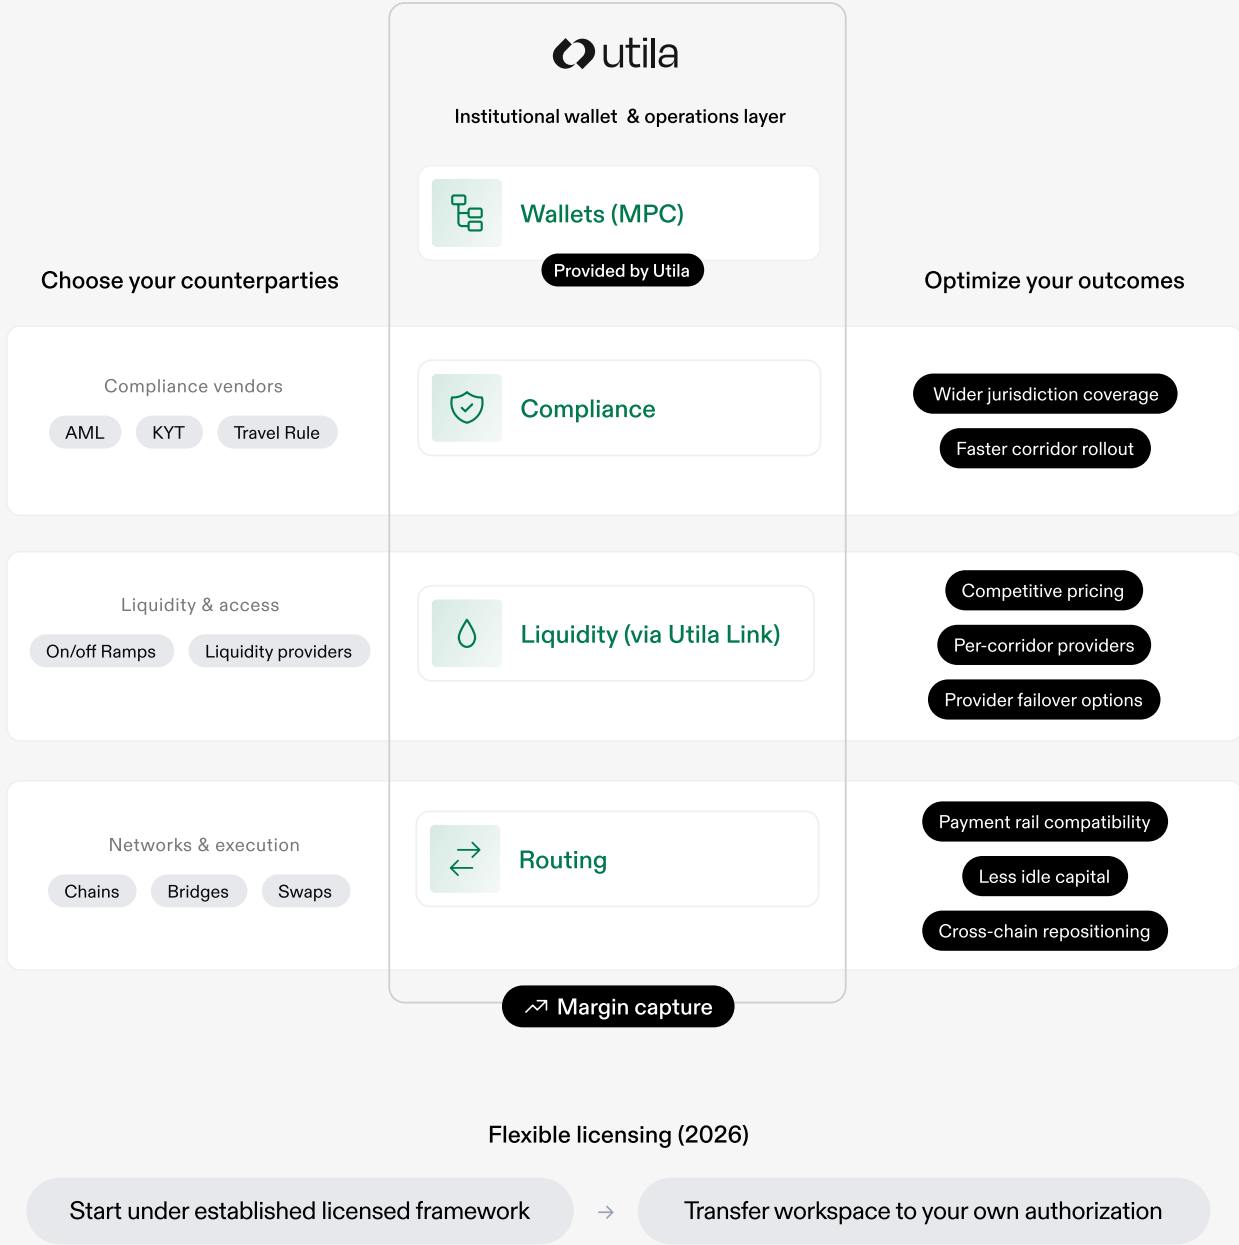 utila
Institutional wallet & operations layer
Wallets (MPC)
Provided by Utila
Choose your counterparties
Optimize your outcomes
Compliance vendors
AML
KYT
Travel Rule
Compliance
Wider jurisdiction coverage
Faster corridor rollout
Liquidity & access
On/off Ramps
Liquidity providers
Liquidity (via Utila Link)
Competitive pricing
Per-corridor providers
Provider failover options
Networks & execution
Chains
Bridges
Swaps
Routing
Payment rail compatibility
Less idle capital
Cross-chain repositioning
Margin capture
Flexible licensing (2026)
Start under established licensed framework
→
Transfer workspace to your own authorization